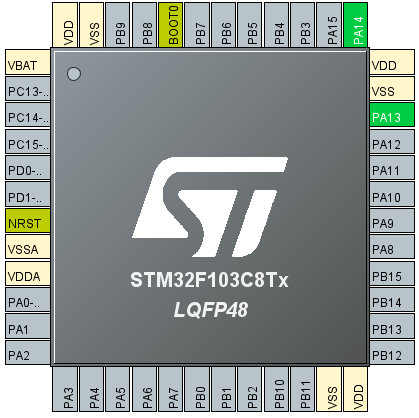 VDD
VSS
PB9
PB8
BOOT0
PB7
PB6
PB5
PB4
PB3
PA15
PA14
VBAT
PC13-..
PC14-..
PC15-..
PD0-..
PD1-..
NRST
VSSA
VDDA
PA0-..
PA1
PA2
VDD
VSS
PA13
PA12
PA11
PA10
PA9
PA8
PB15
PB14
PB13
PB12
ST
STM32F103C8Tx
LQFP48
PA3
PA4
PA5
PA6
PA7
PB0
PB1
PB2
PB10
PB11
VSS
VDD